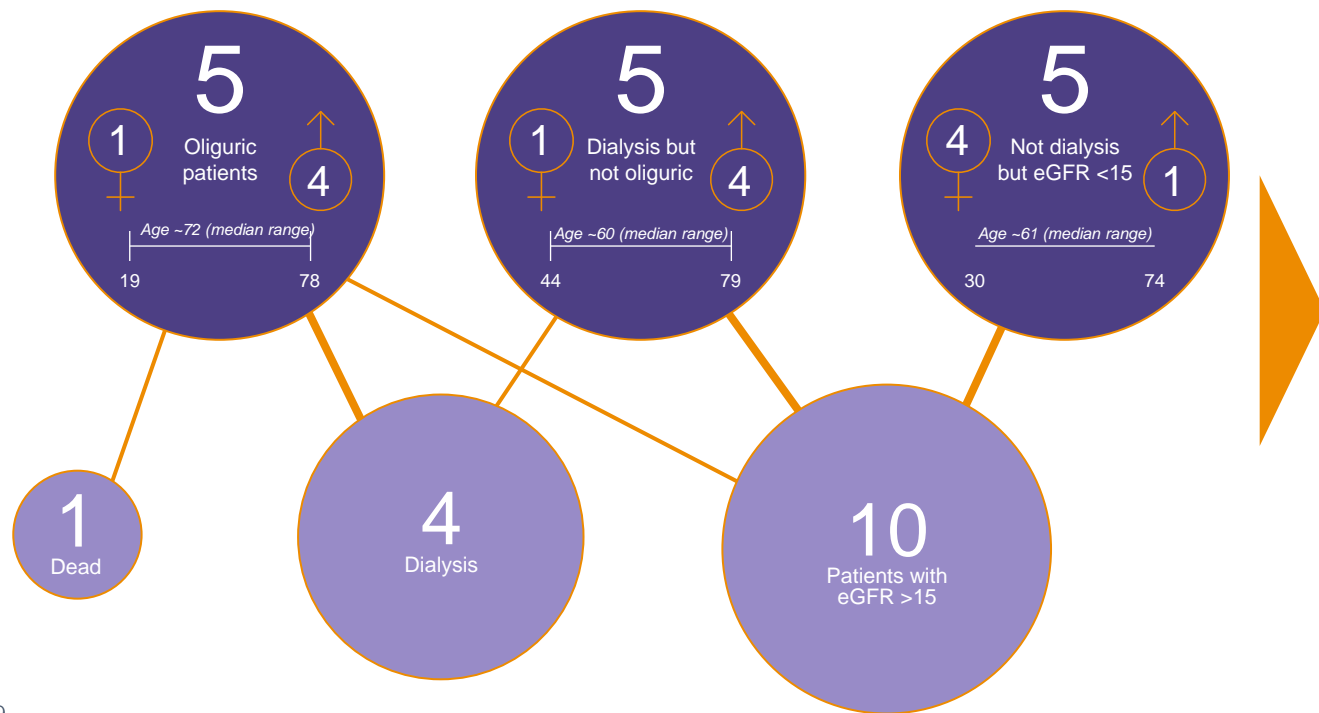 5
1
Oliguric
patients
4
Age ~72 (median range)
19
78
5
1
Dialysis but
not oliguric
4
Age ~60 (median range)
44
79
5
4
Not dialysis
but eGFR <15
1
Age ~61 (median range)
30
74
1
Dead
4
Dialysis
10
Patients with
eGFR >15